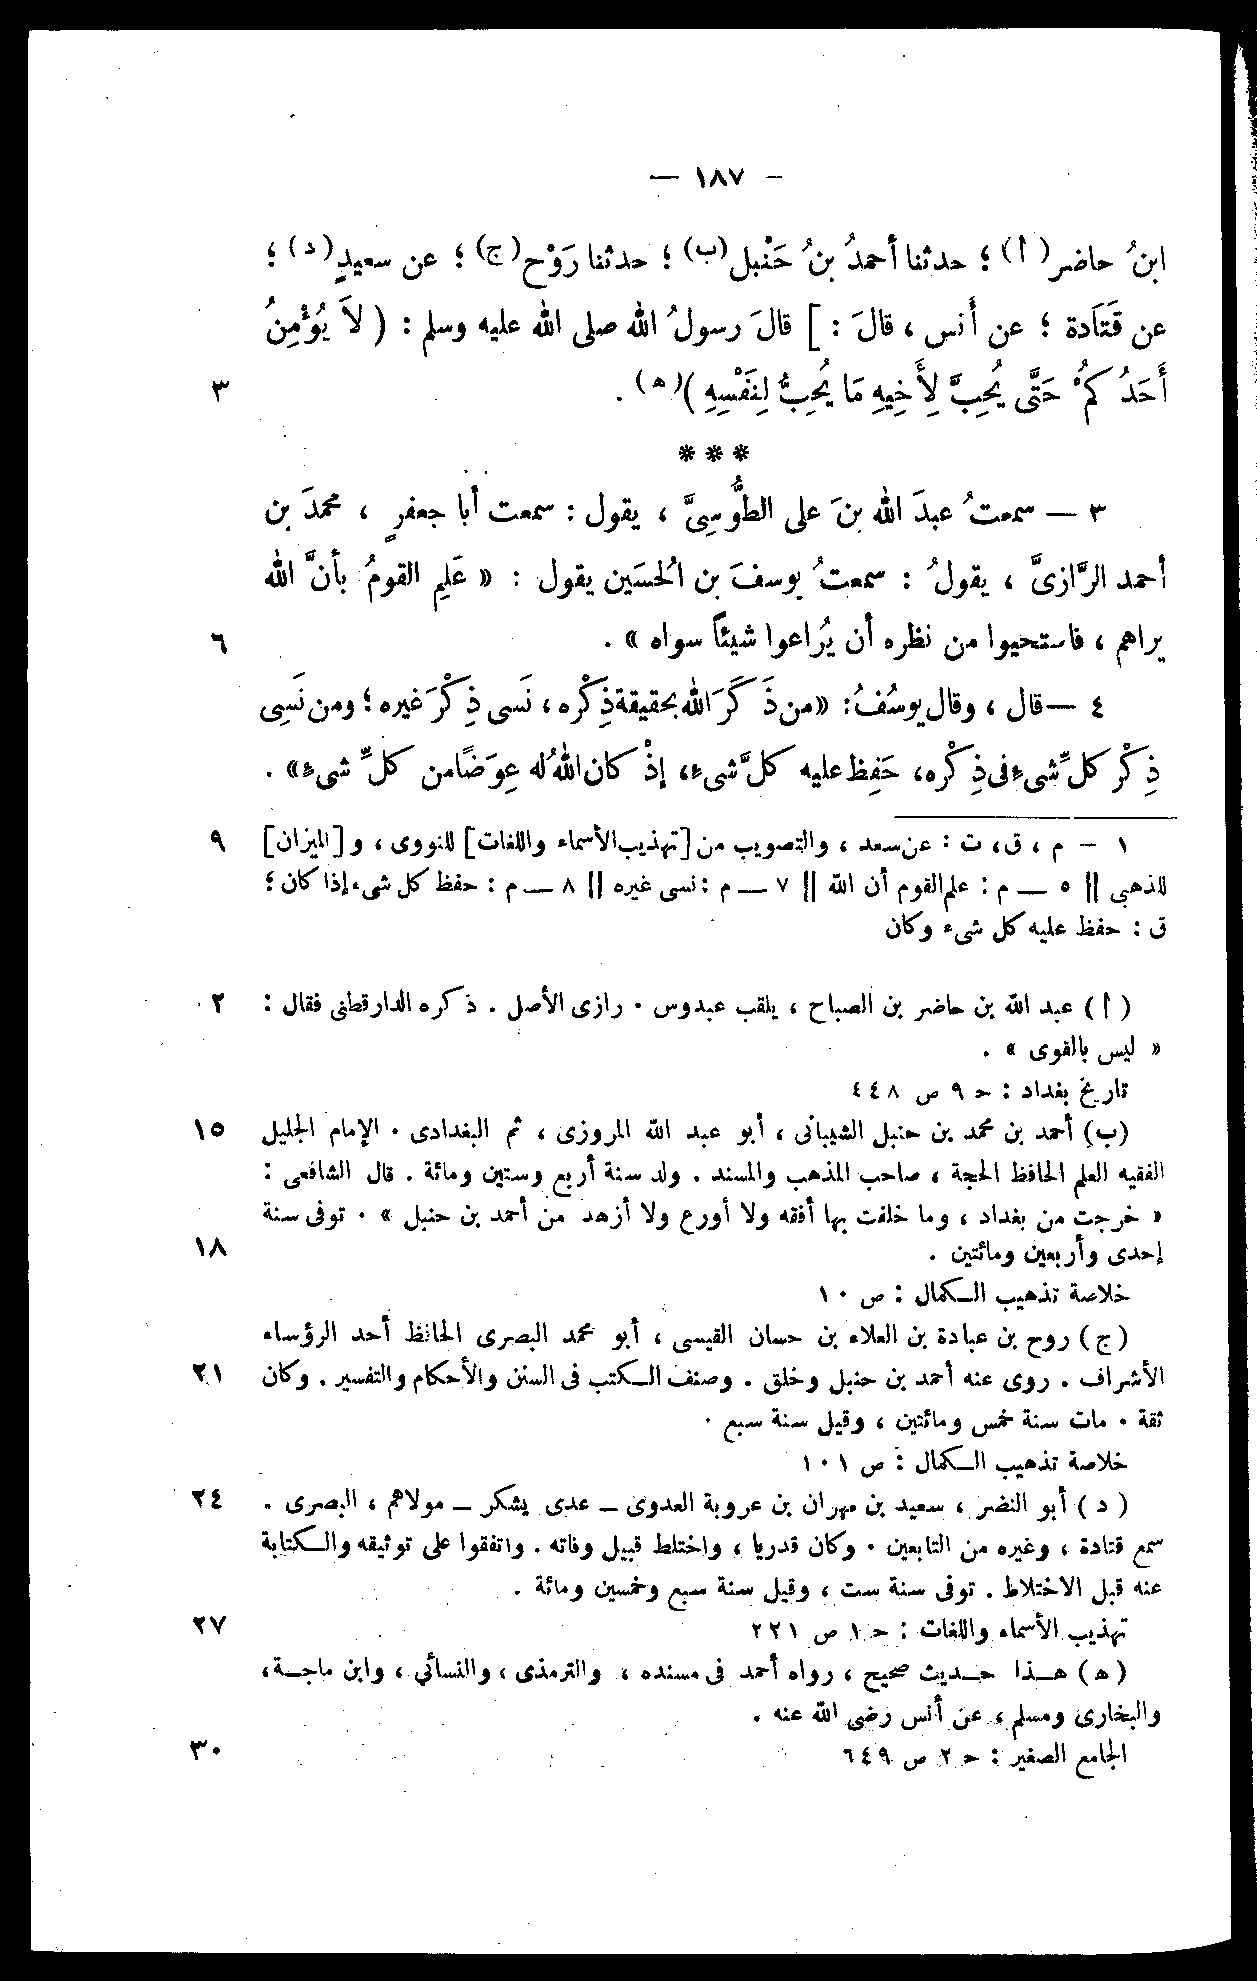 — ١٨٧ —
ابنُ حاضر(أ)؛ حدثنا أحمدُ بنُ حَنْبل(ب)؛ حدثنا رَوْح(ج)؛ عن سعيدٍ(د)؛
عن قَتَادة؛ عن أَنس، قالَ:] قالَ رسولُ الله صلى الله عليه وسلم: (لاَ يُؤْمِنُ
أَحَدُكُمْ حَتَّى يُحِبَّ لِأَخِيهِ مَا يُحِبُّ لِنَفْسِهِ)(ه). ٣
***
٣ — سمعتُ عبدَ الله بنَ على الطُّوسِىَّ، يقول: سمعت أبا جعفرٍ، محمدَ بن
أحمد الرَّازىَّ، يقولُ: سمعتُ يوسفَ بن الحُسَين يقول: «عَلِم القومُ بأنَّ الله
يراهم، فاستحيوا من نظره أن يُراعوا شيئاً سواه». ٦
٤ — قال، وقال يوسُفُ: «من ذَكَرَ الله بحقيقة ذِكْره، نَسى ذِكْرَ غيره؛ ومن نَسِى
ذِكْر كلِّ شىءٍ فى ذِكْره، حَفِظ عليه كلَّ شىءٍ، إذْ كان اللهُ له عِوَضًا من كلِّ شىءٍ».
١ — م، ق، ت: عن سعد، والتصويب من [تهذيب الأسماء واللغات] للنووى، و[الميزان] ٩
للذهبى || ٥ — م: علم القوم أن الله || ٧ — م: نسى غيره || ٨ — م: حفظ كل شىء إذا كان؛
ق: حفظ عليه كل شىء وكان
(أ) عبد الله بن حاضر بن الصباح، يلقب عبدوس. رازى الأصل. ذكره الدارقطنى فقال: ٢
«ليس بالقوى».
تاريخ بغداد: ح ٩ ص ٤٤٨
(ب) أحمد بن محمد بن حنبل الشيبانى، أبو عبد الله المروزى، ثم البغدادى. الإمام الجليل ١٥
الفقيه العلم الحافظ الحجة، صاحب المذهب والمسند. ولد سنة أربع وستين ومائة. قال الشافعى:
«خرجت من بغداد، وما خلفت بها أفقه ولا أورع ولا أزهد من أحمد بن حنبل». توفى سنة
إحدى وأربعين ومائتين. ١٨
خلاصة تذهيب الكمال: ص ١٠
(ج) روح بن عبادة بن العلاء بن حسان القيسى، أبو محمد البصرى الحافظ أحد الرؤساء
الأشراف. روى عنه أحمد بن حنبل وخلق. وصنف الكتب فى السنن والأحكام والتفسير. وكان ٢١
ثقة. مات سنة خمس ومائتين، وقيل سنة سبع.
خلاصة تذهيب الكمال: ص ١٠١
(د) أبو النضر، سعيد بن مهران بن عروبة العدوى – عدى يشكر – مولاهم، البصرى. ٢٤
سمع قتادة، وغيره من التابعين. وكان قدريا، واختلط قبيل وفاته. واتفقوا على توثيقه والكتابة
عنه قبل الاختلاط. توفى سنة ست، وقيل سنة سبع وخمسين ومائة.
تهذيب الأسماء واللغات: ح ١ ص ٢٢١ ٢٧
(ه) هذا حديث صحيح، رواه أحمد فى مسنده، والترمذى، والنسائي، وابن ماجة،
والبخارى ومسلم، عن أنس رضى الله عنه.
الجامع الصغير: ح ٢ ص ٦٤٩ ٣٠